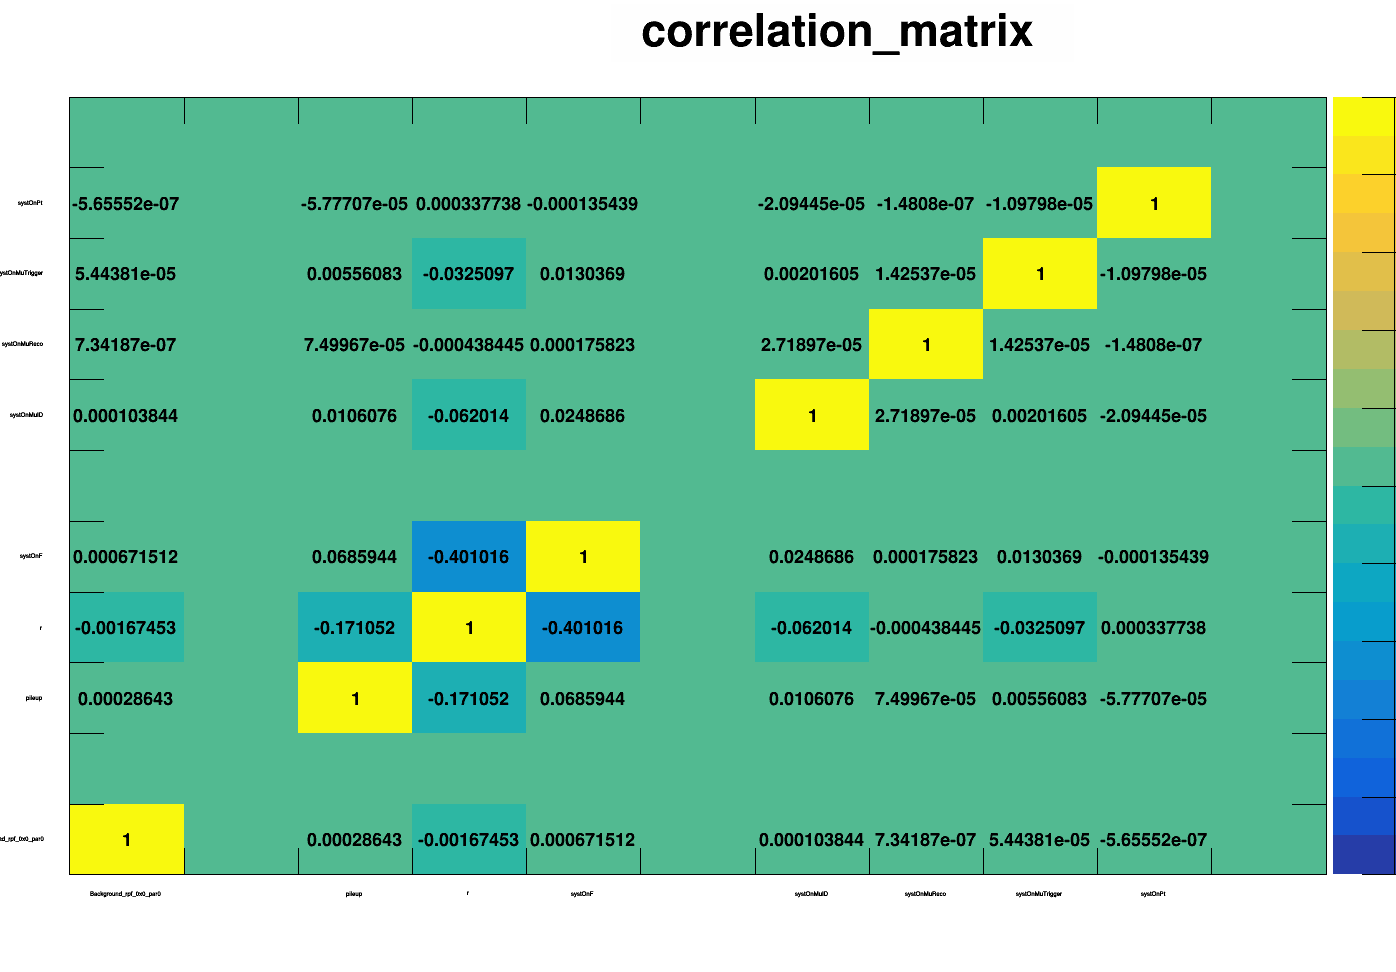 correlation_matrix
systOnPt -5.65552e-07 -5.77707e-05 0.000337738 -0.000135439 -2.09445e-05 -1.4808e-07 -1.09798e-05 1
ystOnMuTrigger 5.44381e-05 0.00556083 -0.0325097 0.0130369 0.00201605 1.42537e-05 1 -1.09798e-05
systOnMuReco 7.34187e-07 7.49967e-05 -0.000438445 0.000175823 2.71897e-05 1 1.42537e-05 -1.4808e-07
systOnMuID 0.000103844 0.0106076 -0.062014 0.0248686 1 2.71897e-05 0.00201605 -2.09445e-05
systOnF 0.000671512 0.0685944 -0.401016 1 0.0248686 0.000175823 0.0130369 -0.000135439
r -0.00167453 -0.171052 1 -0.401016 -0.062014 -0.000438445 -0.0325097 0.000337738
pileup 0.00028643 1 -0.171052 0.0685944 0.0106076 7.49967e-05 0.00556083 -5.77707e-05
nd_rpf_0x0_par0 1 0.00028643 -0.00167453 0.000671512 0.000103844 7.34187e-07 5.44381e-05 -5.65552e-07
Background_rpf_0x0_par0 pileup r systOnF systOnMuID systOnMuReco systOnMuTrigger systOnPt